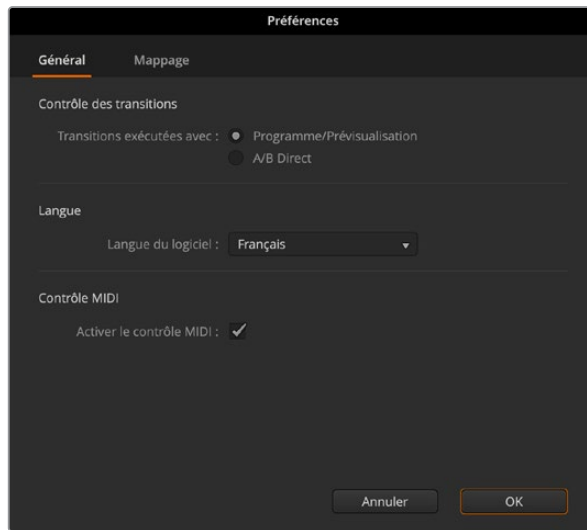 Préférences
Général Mappage
Contrôle des transitions
Transitions exécutées avec : Programme/Prévisualisation
A/B Direct
Langue
Langue du logiciel : Français
Contrôle MIDI
Activer le contrôle MIDI :
Annuler OK